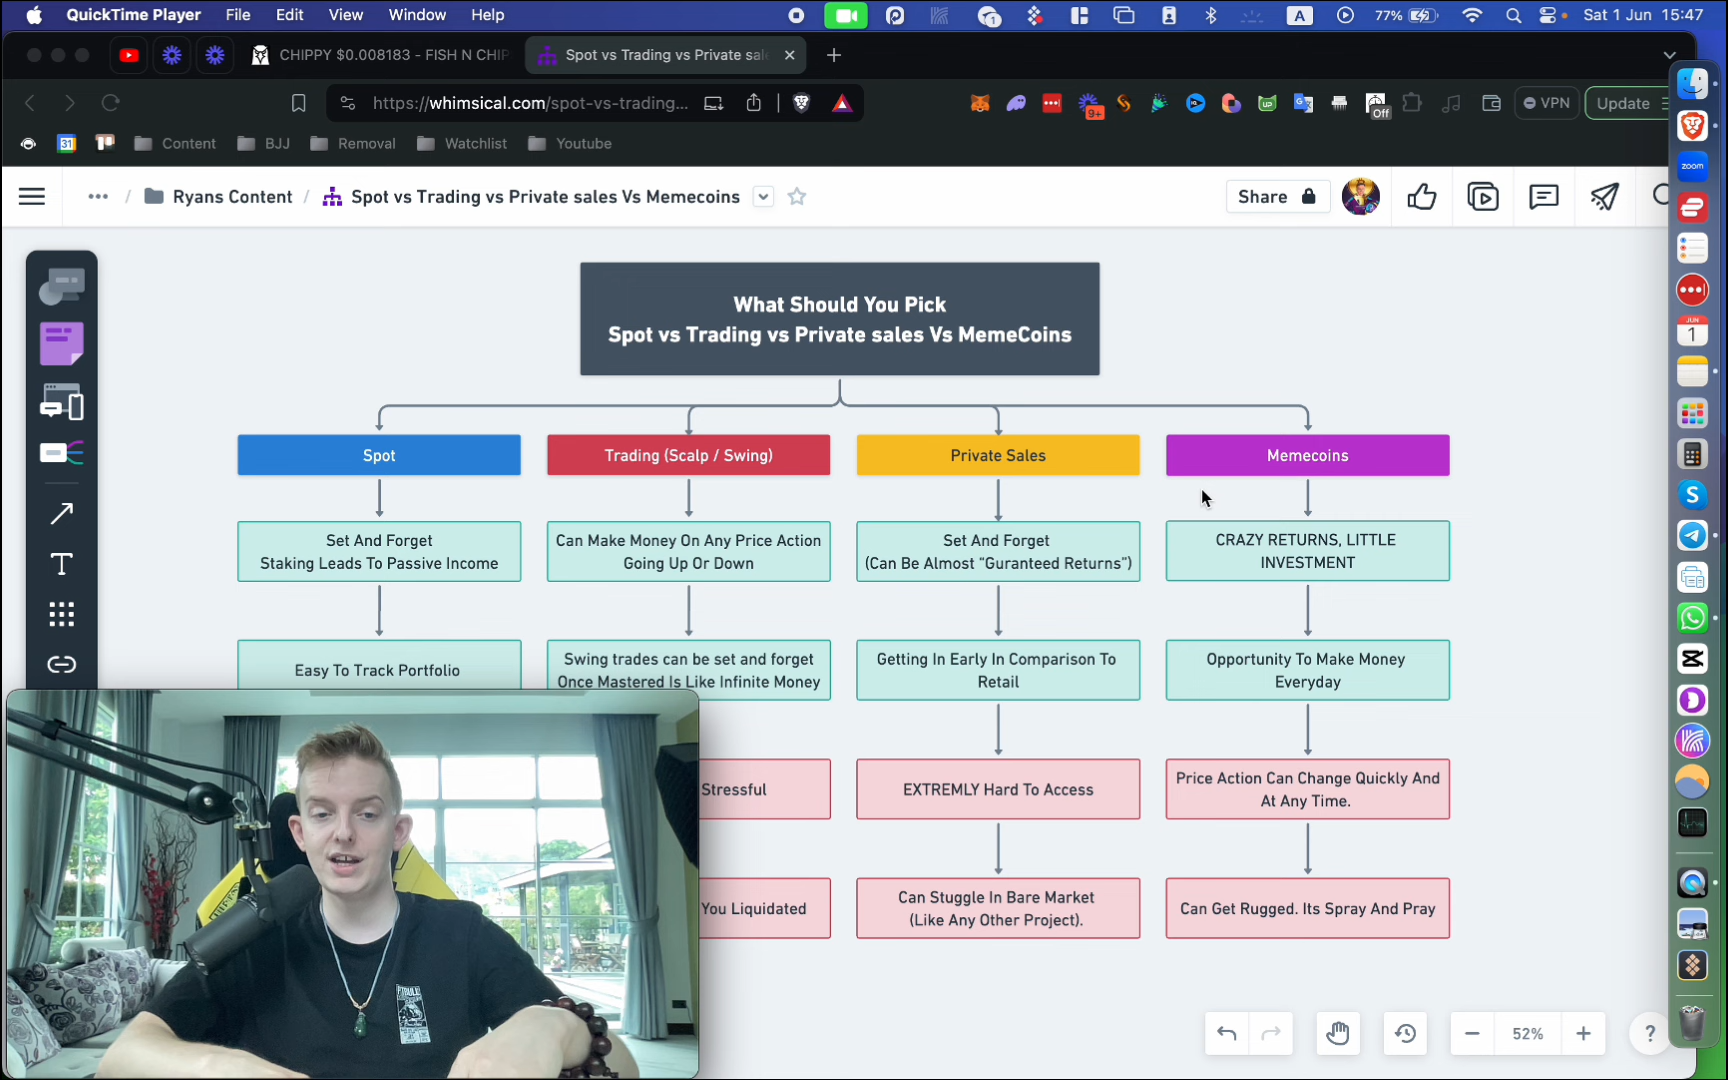 QuickTime Player File Edit View Window Help
77%
Sat 1 Jun 15:47
CHIPPY $0.008183 - FISH N CHIP
Spot vs Trading vs Private sale
https://whimsical.com/spot-vs-trading...
9+
UP
Off
VPN
Update
31
Content
BJJ
Removal
Watchlist
Youtube
Ryans Content / Spot vs Trading vs Private sales Vs Memecoins
Share
zoom
JUN
1
What Should You Pick
Spot vs Trading vs Private sales Vs MemeCoins
Spot
Trading (Scalp / Swing)
Private Sales
Memecoins
Set And Forget
Staking Leads To Passive Income
Can Make Money On Any Price Action
Going Up Or Down
Set And Forget
(Can Be Almost "Guranteed Returns")
CRAZY RETURNS, LITTLE
INVESTMENT
Easy To Track Portfolio
Swing trades can be set and forget
Once Mastered Is Like Infinite Money
Getting In Early In Comparison To
Retail
Opportunity To Make Money
Everyday
Stressful
EXTREMLY Hard To Access
Price Action Can Change Quickly And
At Any Time.
You Liquidated
Can Stuggle In Bare Market
(Like Any Other Project).
Can Get Rugged. Its Spray And Pray
52%